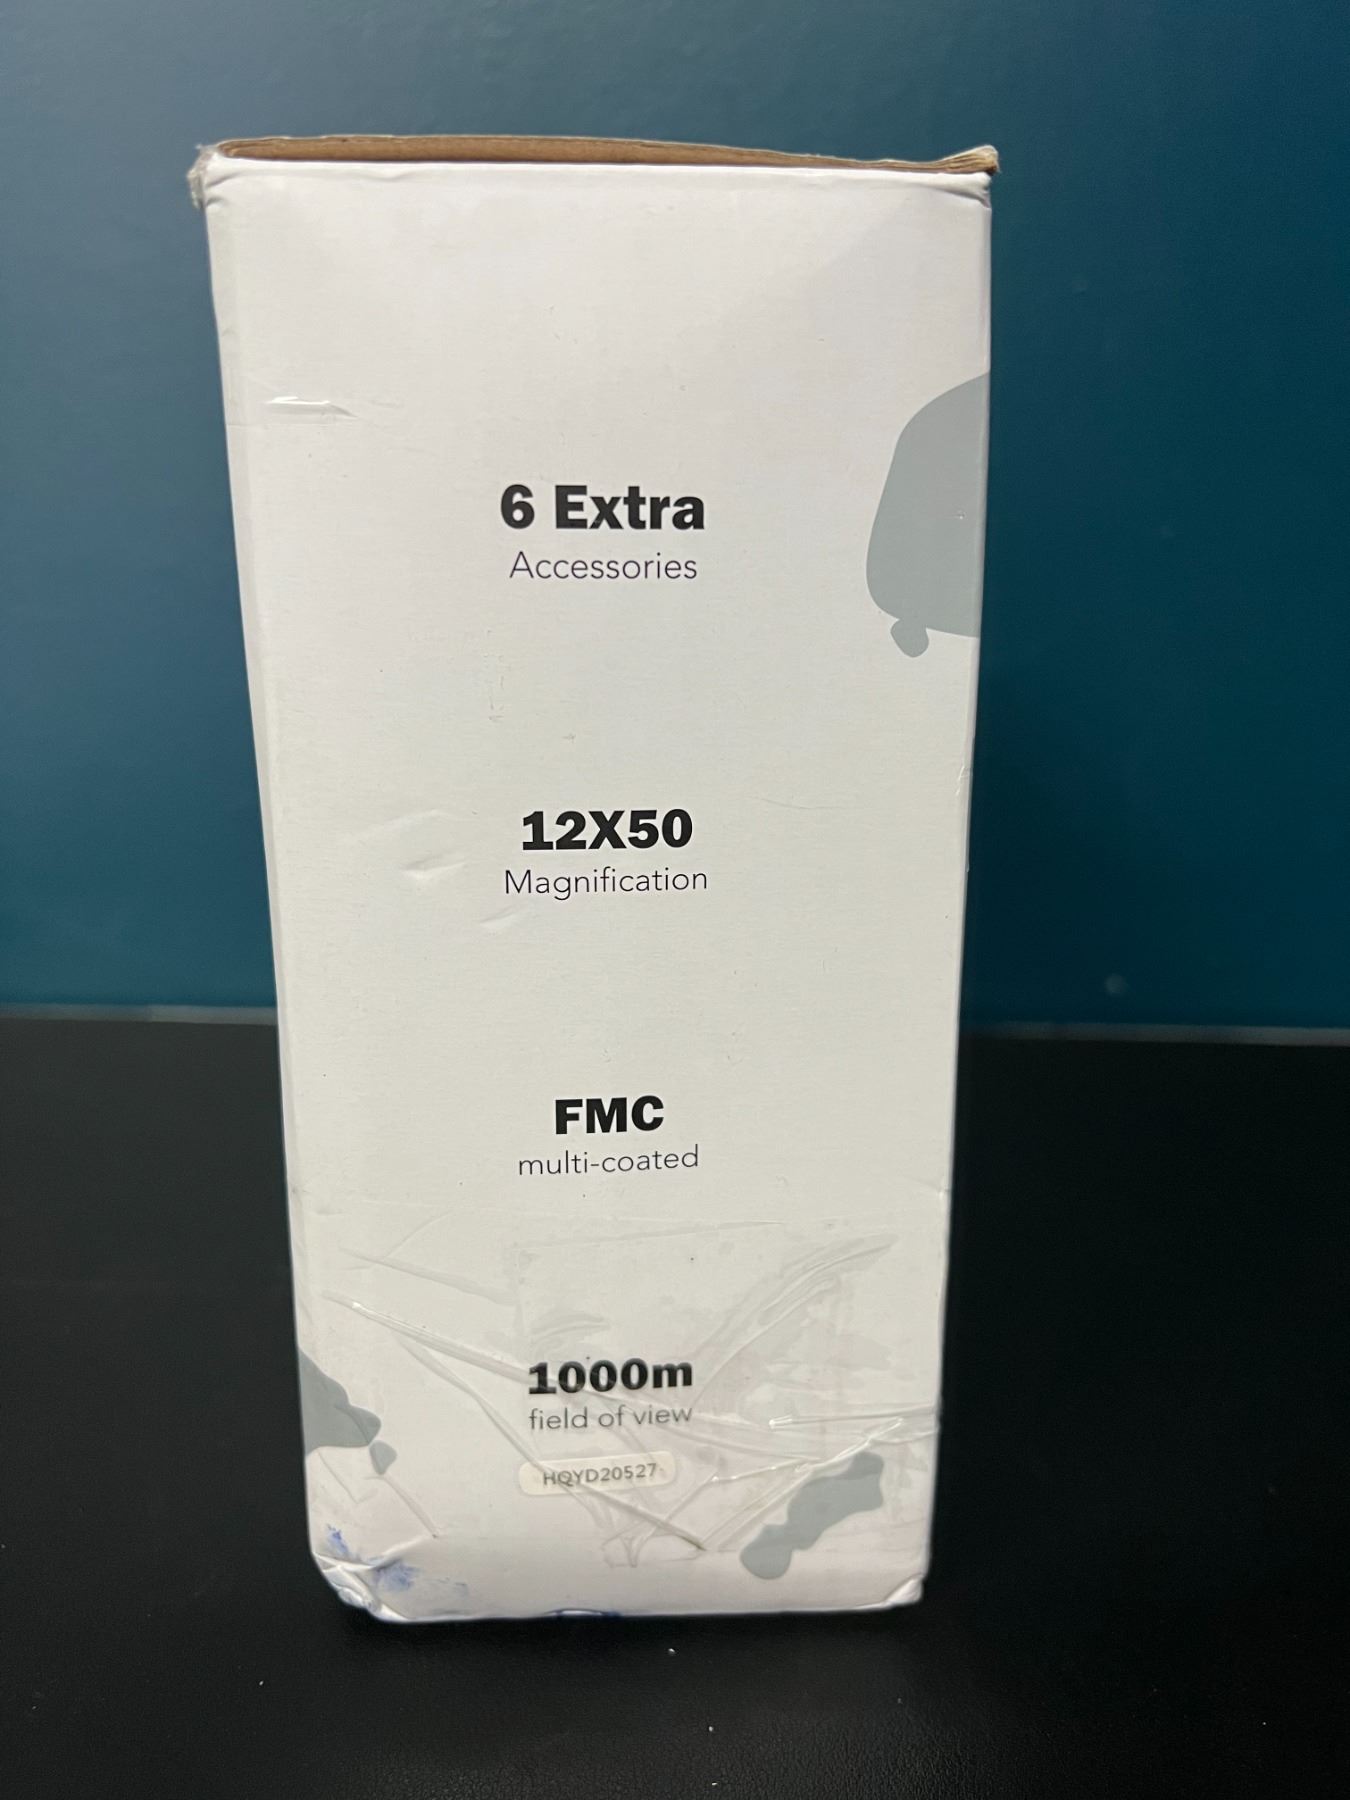 6 Extra
Accessories
12X50
Magnification
FMC
multi-coated
1000m
field of view
HQYD20527